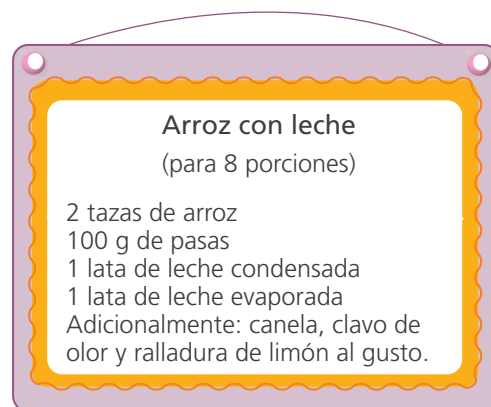 Arroz con leche
(para 8 porciones)
2 tazas de arroz
100 g de pasas
1 lata de leche condensada
1 lata de leche evaporada
Adicionalmente: canela, clavo de
olor y ralladura de limón al gusto.